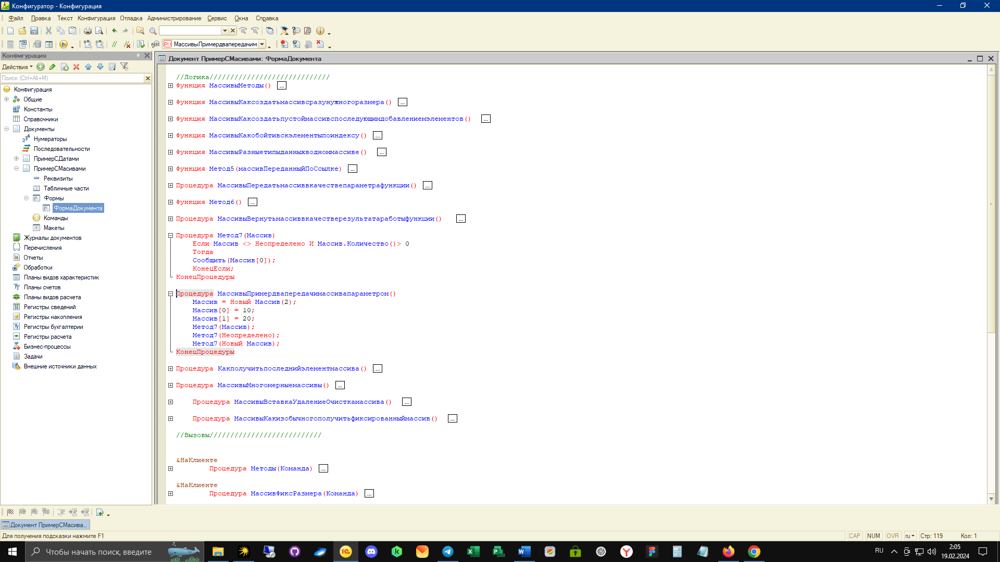 Конфигуратор - Конфигурация
Файл Правка Текст Конфигурация Отладка Администрирование Сервис Окна Справка
МассивыПримердвапередачим
Конфигурация
Действия
Поиск (Ctrl+Alt+M)
Конфигурация
Общие
Константы
Справочники
Документы
Нумераторы
Последовательности
ПримерСДатами
ПримерСМасивами
Реквизиты
Табличные части
Формы
ФормаДокумента
Команды
Макеты
Журналы документов
Перечисления
Отчеты
Обработки
Планы видов характеристик
Планы счетов
Планы видов расчета
Регистры сведений
Регистры накопления
Регистры бухгалтерии
Регистры расчета
Бизнес-процессы
Задачи
Внешние источники данных
Документ ПримерСМасивами: ФормаДокумента
//Логика/////////////////////////////
Функция МассивыМетоды() ...
Функция МассивыКаксоздатьмассивсразунужногоразмера() ...
Функция МассивыКаксоздатьпустоймассивспоследующимдобавлениемэлементов() ...
Функция МассивыКакобойтивскэлементыпоиндексу() ...
Функция МассивыРазныетипыданныхводноммассиве() ...
Функция Метод5(массивПереданныйПоСсылке) ...
Процедура МассивыПередатьмассиввкачествепараметрафункции() ...
Функция Метод6() ...
Процедура МассивыВернутьмассиввкачестверезультатаработыфункции() ...
Процедура Метод7(Массив)
Если Массив <> Неопределено И Массив.Количество()> 0
Тогда
Сообщить(Массив[0]);
КонецЕсли;
КонецПроцедуры
Процедура МассивыПримердвапередачимассивапараметром()
Массив = Новый Массив(2);
Массив[0] = 10;
Массив[1] = 20;
Метод7(Массив);
Метод7(Неопределено);
Метод7(Новый Массив);
КонецПроцедуры
Процедура Какполучитьпоследнийэлементмассива() ...
Процедура МассивыМногомерныемассивы() ...
Процедура МассивыВставкаУдалениеОчисткамассива() ...
Процедура МассивыКакизобычногополучитьфиксированныймассив() ...
//Вызовы///////////////////////////
&НаКлиенте
Процедура Методы(Команда) ...
&НаКлиенте
Процедура МассивФиксРазмера(Команда) ...
Документ ПримерСМасива...
Для получения подсказки нажмите F1
CAP NUM OVR ru Стр: 119 Кол: 1
Чтобы начать поиск, введите
RU
2:05
19.02.2024